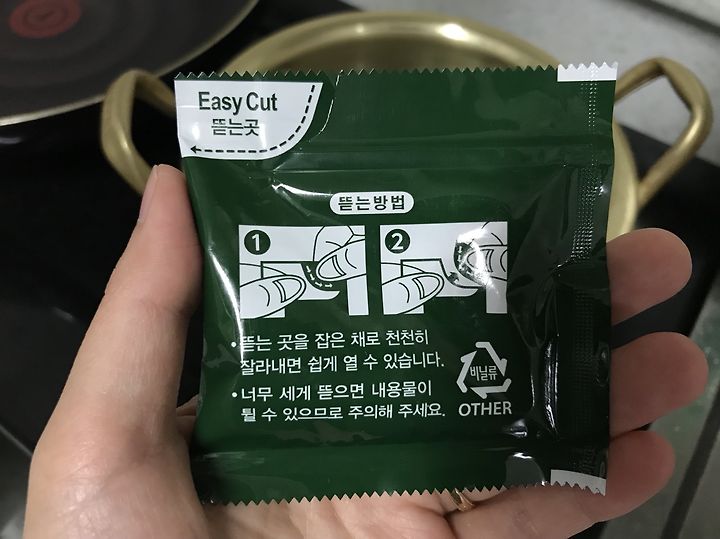 Easy Cut
뜯는곳
뜯는방법
1 2
• 뜯는 곳을 잡은 채로 천천히
잘라내면 쉽게 열 수 있습니다.
• 너무 세게 뜯으면 내용물이
튈 수 있으므로 주의해 주세요.
비닐류
OTHER